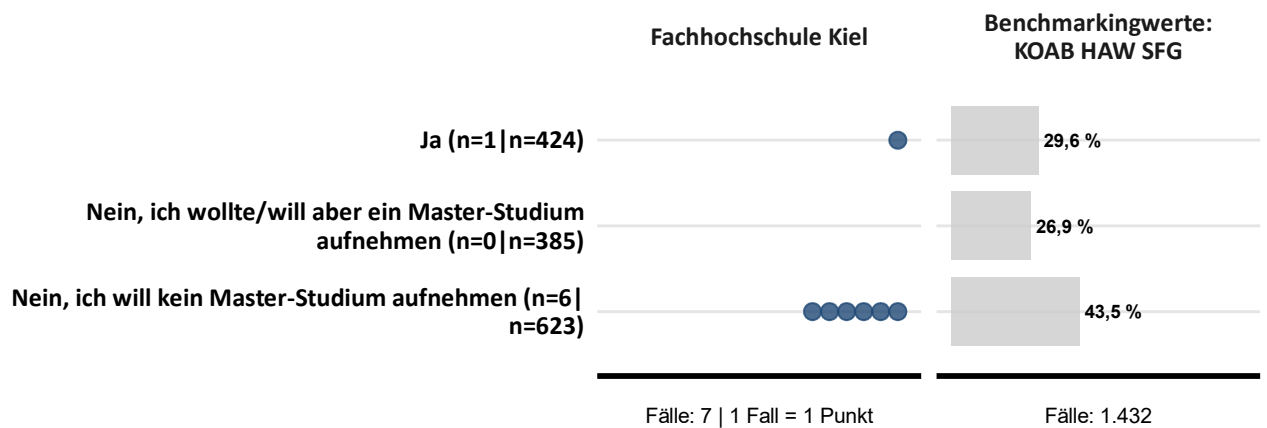 Fachhochschule Kiel
Benchmarkingwerte:
KOAB HAW SFG
Ja (n=1|n=424)
29,6 %
Nein, ich wollte/will aber ein Master-Studium
aufnehmen (n=0|n=385)
26,9 %
Nein, ich will kein Master-Studium aufnehmen (n=6|
n=623)
43,5 %
Fälle: 7 | 1 Fall = 1 Punkt
Fälle: 1.432